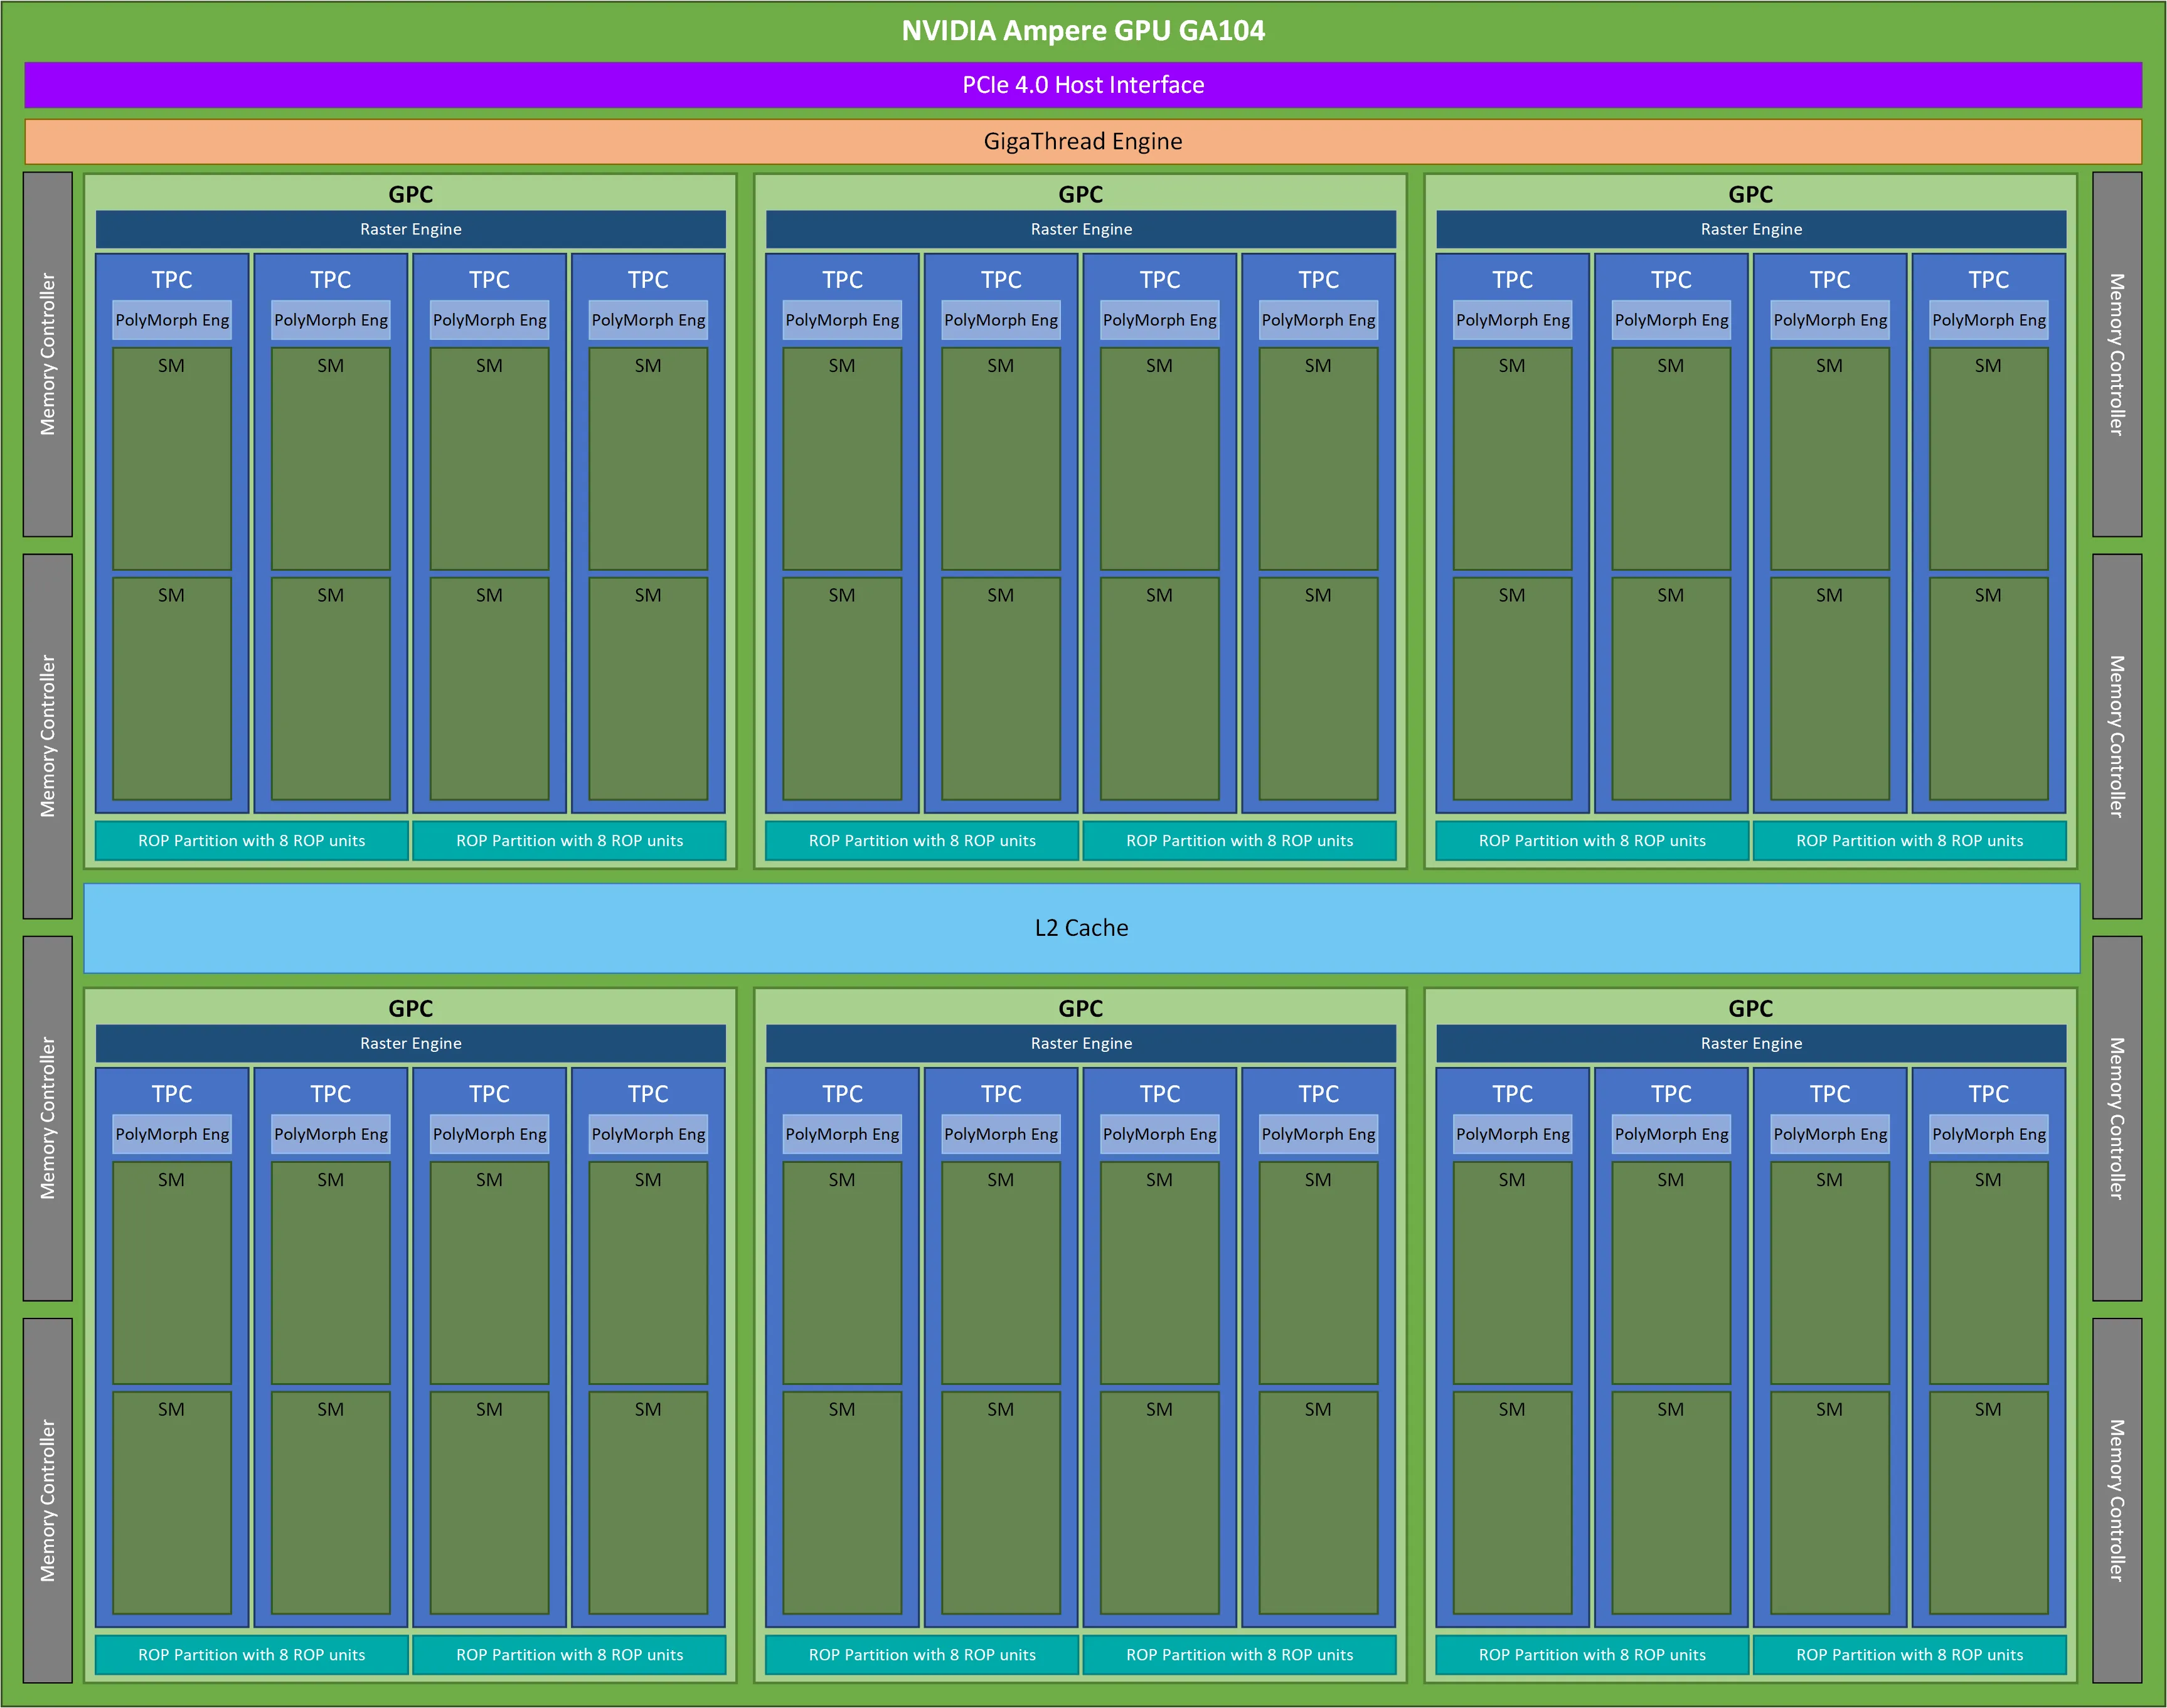 NVIDIA Ampere GPU GA104
PCIe 4.0 Host Interface
GigaThread Engine
Memory Controller
Memory Controller
Memory Controller
Memory Controller
GPC
Raster Engine
TPC TPC TPC TPC
PolyMorph Eng PolyMorph Eng PolyMorph Eng PolyMorph Eng
SM SM SM SM
SM SM SM SM
ROP Partition with 8 ROP units ROP Partition with 8 ROP units
GPC
Raster Engine
TPC TPC TPC TPC
PolyMorph Eng PolyMorph Eng PolyMorph Eng PolyMorph Eng
SM SM SM SM
SM SM SM SM
ROP Partition with 8 ROP units ROP Partition with 8 ROP units
GPC
Raster Engine
TPC TPC TPC TPC
PolyMorph Eng PolyMorph Eng PolyMorph Eng PolyMorph Eng
SM SM SM SM
SM SM SM SM
ROP Partition with 8 ROP units ROP Partition with 8 ROP units
L2 Cache
GPC
Raster Engine
TPC TPC TPC TPC
PolyMorph Eng PolyMorph Eng PolyMorph Eng PolyMorph Eng
SM SM SM SM
SM SM SM SM
ROP Partition with 8 ROP units ROP Partition with 8 ROP units
GPC
Raster Engine
TPC TPC TPC TPC
PolyMorph Eng PolyMorph Eng PolyMorph Eng PolyMorph Eng
SM SM SM SM
SM SM SM SM
ROP Partition with 8 ROP units ROP Partition with 8 ROP units
GPC
Raster Engine
TPC TPC TPC TPC
PolyMorph Eng PolyMorph Eng PolyMorph Eng PolyMorph Eng
SM SM SM SM
SM SM SM SM
ROP Partition with 8 ROP units ROP Partition with 8 ROP units
Memory Controller
Memory Controller
Memory Controller
Memory Controller